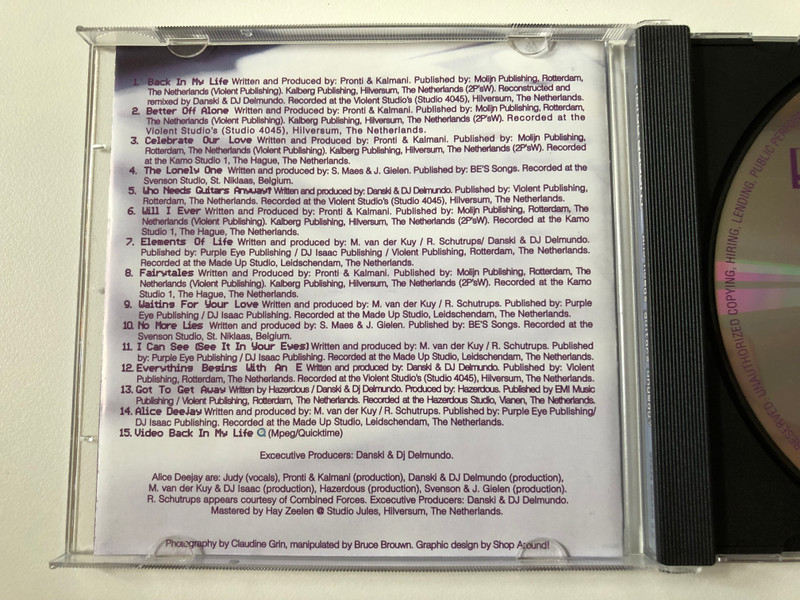 1. Back In My Life Written and Produced by: Pronti & Kalmani. Published by: Molijn Publishing, Rotterdam,
The Netherlands (Violent Publishing). Kalberg Publishing, Hilversum, The Netherlands (2P'sW). Reconstructed and
remixed by Danski & DJ Delmundo. Recorded at the Violent Studio's (Studio 4045), Hilversum, The Netherlands.
2. Better Off Alone Written and Produced by: Pronti & Kalmani. Published by: Molijn Publishing, Rotterdam,
The Netherlands (Violent Publishing). Kalberg Publishing, Hilversum, The Netherlands (2P'sW). Recorded at the
Violent Studio's (Studio 4045), Hilversum, The Netherlands.
3. Celebrate Our Love Written and Produced by: Pronti & Kalmani. Published by: Molijn Publishing,
Rotterdam, The Netherlands (Violent Publishing). Kalberg Publishing, Hilversum, The Netherlands (2P'sW). Recorded
at the Kamo Studio 1, The Hague, The Netherlands.
4. The Lonely One Written and produced by: S. Maes & J. Gielen. Published by: BE'S Songs. Recorded at the
Svenson Studio, St. Niklaas, Belgium.
5. Who Needs Guitars Anyway? Written and produced by: Danski & DJ Delmundo. Published by: Violent Publishing,
Rotterdam, The Netherlands. Recorded at the Violent Studio's (Studio 4045), Hilversum, The Netherlands.
6. Will I Ever Written and Produced by: Pronti & Kalmani. Published by: Molijn Publishing, Rotterdam, The
Netherlands (Violent Publishing). Kalberg Publishing, Hilversum, The Netherlands (2P'sW). Recorded at the Kamo
Studio 1, The Hague, The Netherlands.
7. Elements Of Life Written and produced by: M. van der Kuy / R. Schutrups/ Danski & DJ Delmundo.
Published by: Purple Eye Publishing / DJ Isaac Publishing / Violent Publishing, Rotterdam, The Netherlands.
Recorded at the Made Up Studio, Leidschendam, The Netherlands.
8. Fairytales Written and Produced by: Pronti & Kalmani. Published by: Molijn Publishing, Rotterdam, The
Netherlands (Violent Publishing). Kalberg Publishing, Hilversum, The Netherlands (2P'sW). Recorded at the Kamo
Studio 1, The Hague, The Netherlands.
9. Waiting For Your Love Written and produced by: M. van der Kuy / R. Schutrups. Published by: Purple
Eye Publishing / DJ Isaac Publishing. Recorded at the Made Up Studio, Leidschendam, The Netherlands.
10. No More Lies Written and produced by: S. Maes & J. Gielen. Published by: BE'S Songs. Recorded at the
Svenson Studio, St. Niklaas, Belgium.
11. I Can See (See It In Your Eyes) Written and produced by: M. van der Kuy / R. Schutrups. Published
by: Purple Eye Publishing / DJ Isaac Publishing. Recorded at the Made Up Studio, Leidschendam, The Netherlands.
12. Everything Begins With An E Written and produced by: Danski & DJ Delmundo. Published by: Violent
Publishing, Rotterdam, The Netherlands. Recorded at the Violent Studio's (Studio 4045), Hilversum, The Netherlands.
13. Got To Get Away Written by Hazerdous / Danski & Dj Delmundo. Produced by: Hazerdous. Published by EMI Music
Publishing / Violent Publishing, Rotterdam, The Netherlands. Recorded at the Hazerdous Studio, Vianen, The Netherlands.
14. Alice DeeJay Written and produced by: M. van der Kuy / R. Schutrups. Published by: Purple Eye Publishing/
DJ Isaac Publishing. Recorded at the Made Up Studio, Leidschendam, The Netherlands.
15. Video Back In My Life (Mpeg/Quicktime)
Excecutive Producers: Danski & Dj Delmundo.
Alice Deejay are: Judy (vocals), Pronti & Kalmani (production), Danski & DJ Delmundo (production),
M. van der Kuy & DJ Isaac (production), Hazerdous (production), Svenson & J. Gielen (production).
R. Schutrups appears courtesy of Combined Forces. Excecutive Producers: Danski & DJ Delmundo.
Mastered by Hay Zeelen @ Studio Jules, Hilversum, The Netherlands.
Photography by Claudine Grin, manipulated by Bruce Brouwn. Graphic design by Shop Around!
RESERVED. UNAUTHORIZED COPYING, HIRING, LENDING, PUBLIC